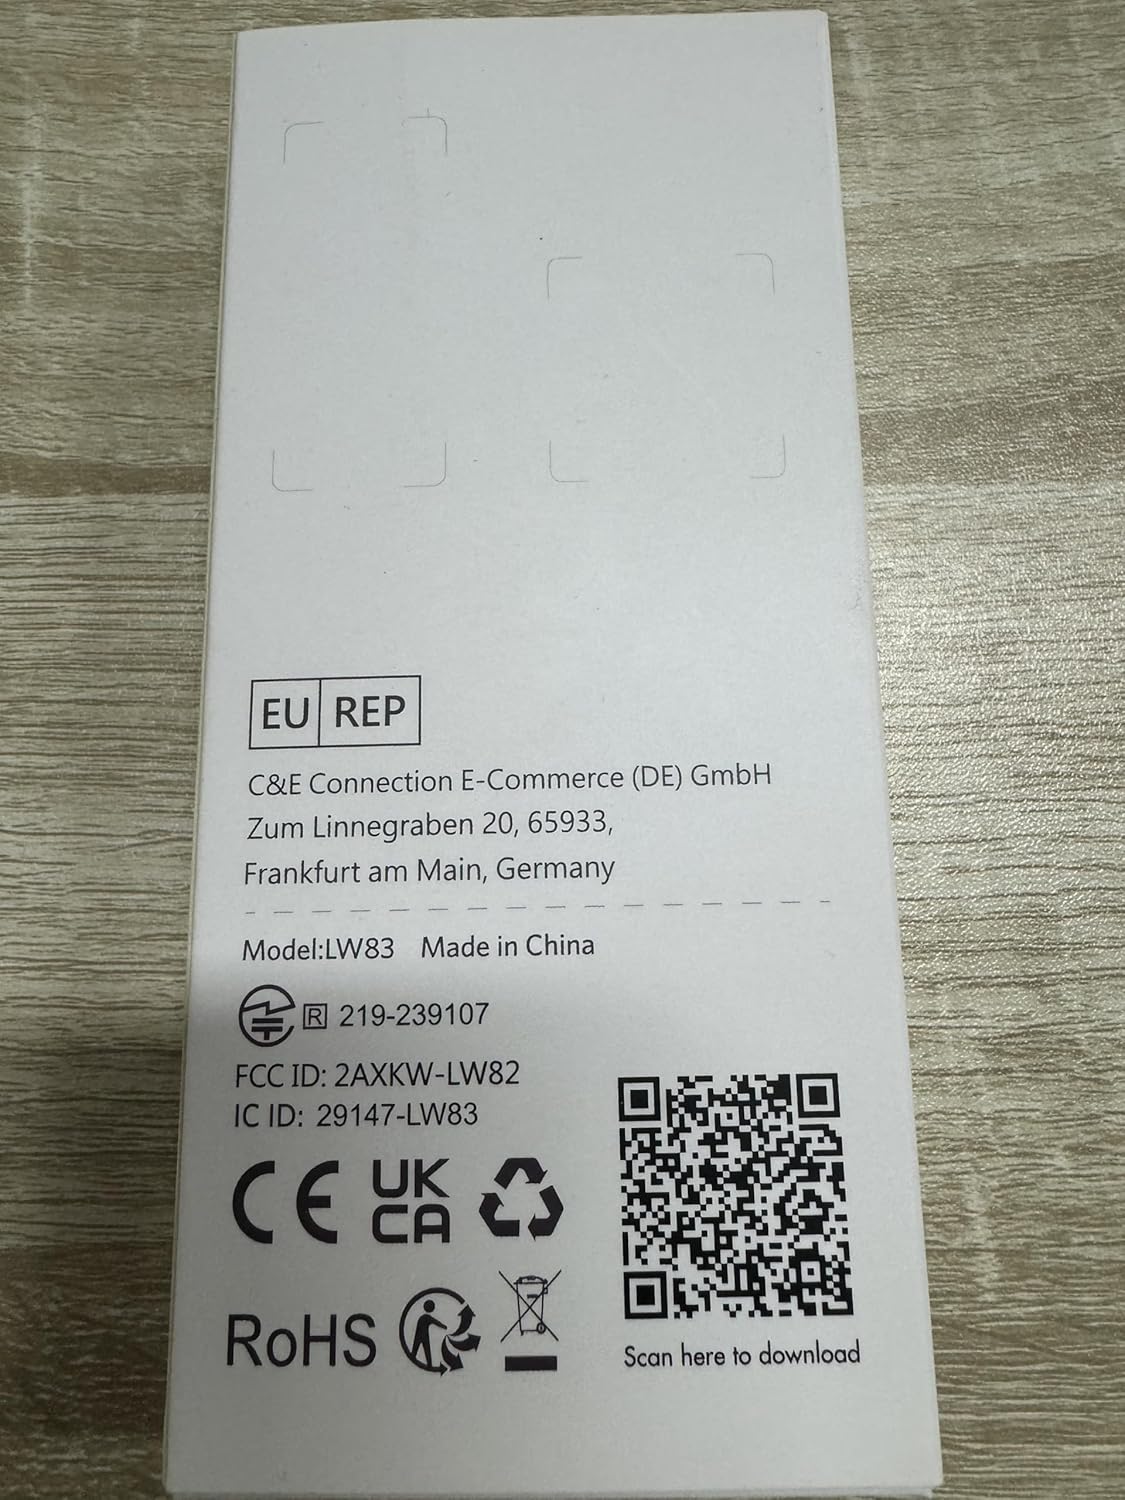 EU REP
C&E Connection E-Commerce (DE) GmbH
Zum Linnegraben 20, 65933,
Frankfurt am Main, Germany
Model:LW83 Made in China
R 219-239107
FCC ID: 2AXKW-LW82
IC ID: 29147-LW83
CE UK
CA
RoHS
Scan here to download